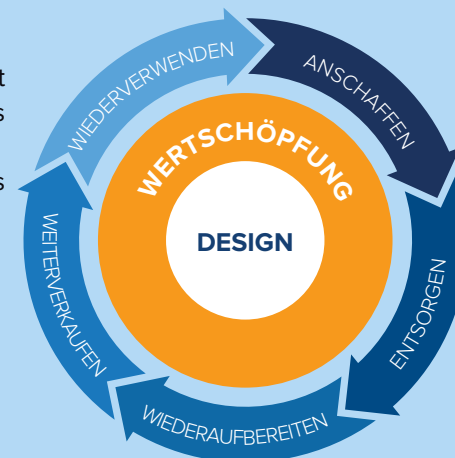 t
s
s
WIEDERVERWENDEN
ANSCHAFFEN
ENTSORGEN
WIEDERAUFBEREITEN
WEITERVERKAUFEN
WERTSCHÖPFUNG
DESIGN